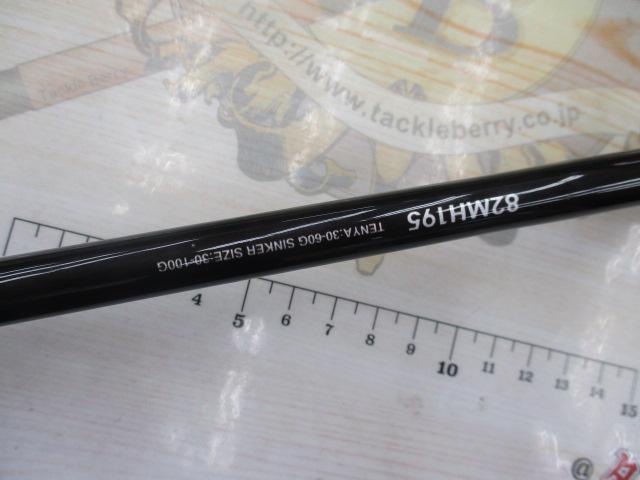 http://www.tackleberry.co.jp
B
82MH195
TENYA:30-60G SINKER SIZE:30-100G
4 5 6 7 8 9 10 11 12 13 14 15
@